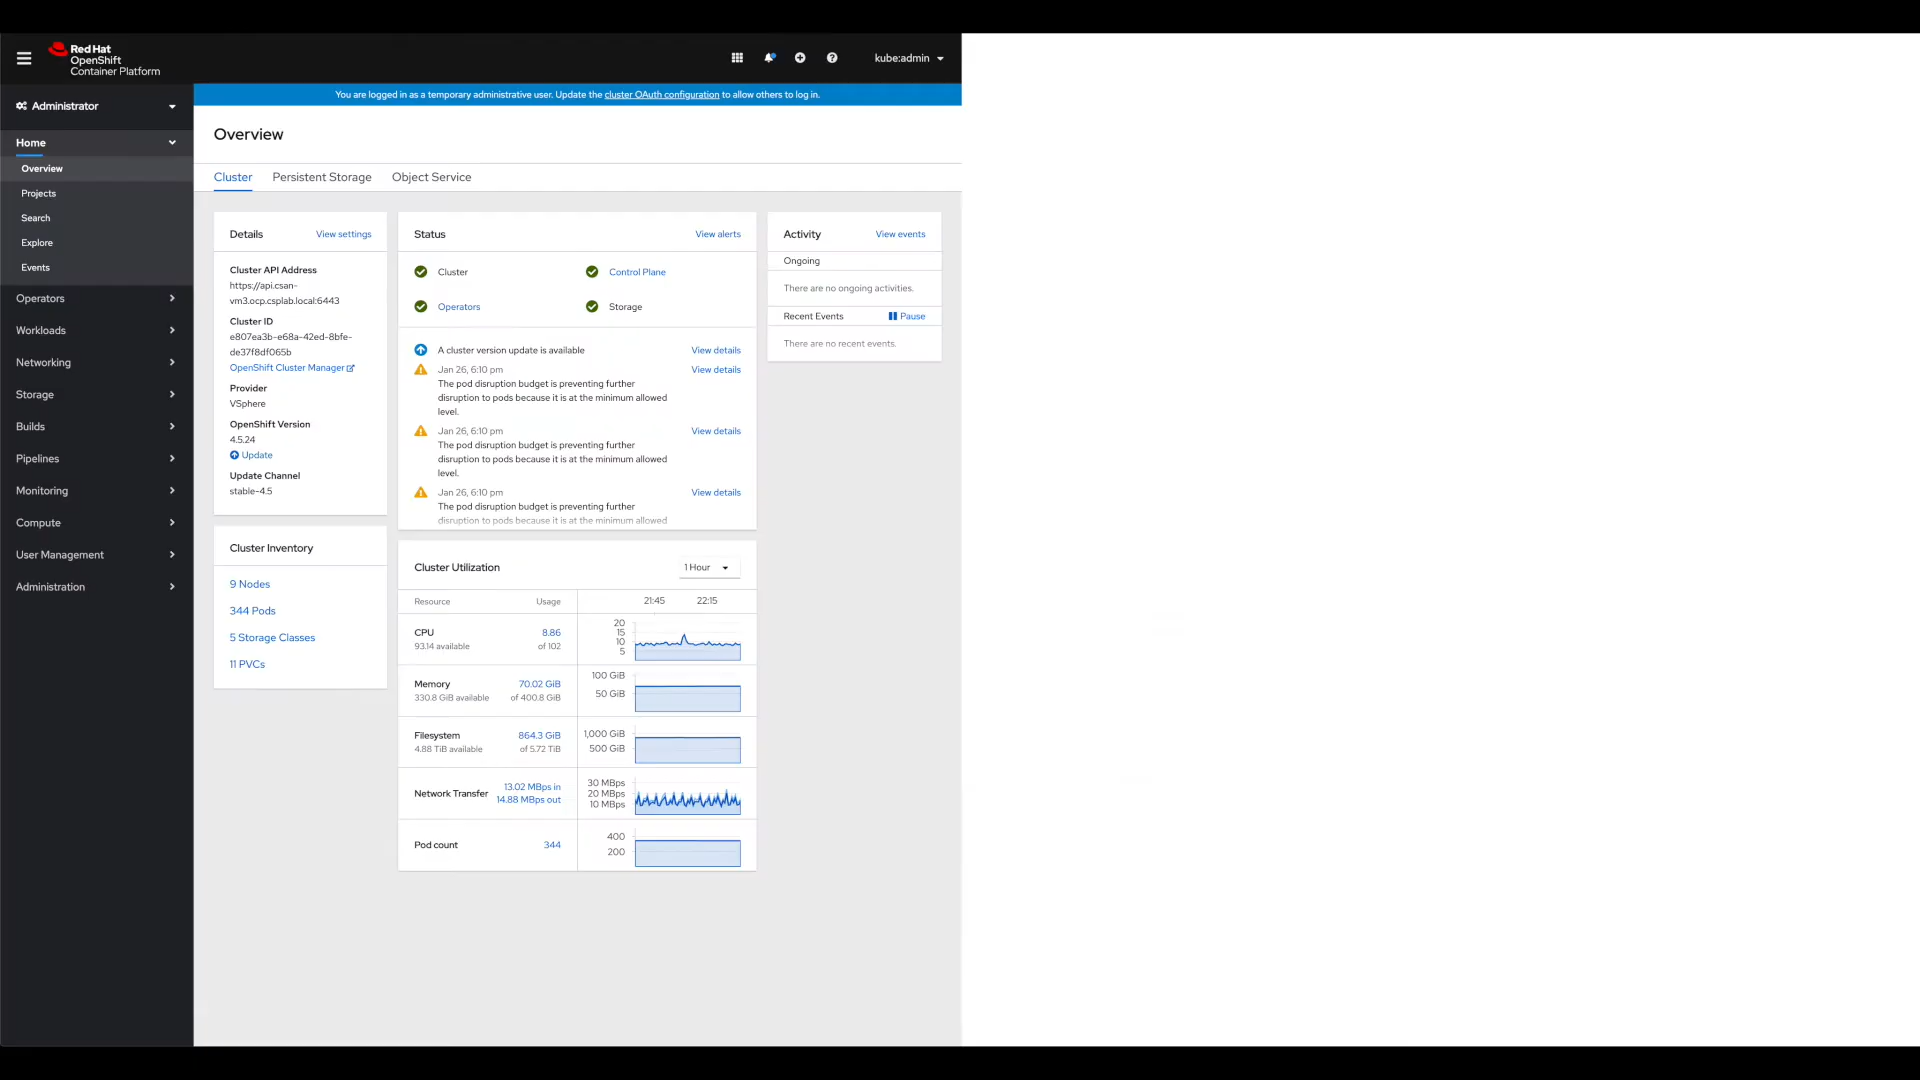 Red Hat
OpenShift
Container Platform
kube:admin
You are logged in as a temporary administrative user. Update the cluster OAuth configuration to allow others to log in.
Administrator
Home
Overview
Projects
Search
Explore
Events
Operators
Workloads
Networking
Storage
Builds
Pipelines
Monitoring
Compute
User Management
Administration
Overview
Cluster Persistent Storage Object Service
Details View settings
Cluster API Address
https://api.csan-
vm3.ocp.csplab.local:6443
Cluster ID
e807ea3b-e68a-42ed-8bfe-
de37f8df065b
OpenShift Cluster Manager
Provider
VSphere
OpenShift Version
4.5.24
Update
Update Channel
stable-4.5
Cluster Inventory
9 Nodes
344 Pods
5 Storage Classes
11 PVCs
Status View alerts
Cluster Control Plane
Operators Storage
A cluster version update is available View details
Jan 26, 6:10 pm View details
The pod disruption budget is preventing further
disruption to pods because it is at the minimum allowed
level.
Jan 26, 6:10 pm View details
The pod disruption budget is preventing further
disruption to pods because it is at the minimum allowed
level.
Jan 26, 6:10 pm View details
The pod disruption budget is preventing further
disruption to pods because it is at the minimum allowed
Cluster Utilization 1 Hour
Resource Usage 21:45 22:15
CPU 8.86
93.14 available of 102
20
15
10
5
Memory 70.02 GiB
330.8 GiB available of 400.8 GiB
100 GiB
50 GiB
Filesystem 864.3 GiB
4.88 TiB available of 5.72 TiB
1,000 GiB
500 GiB
Network Transfer 13.02 MBps in
14.88 MBps out
30 MBps
20 MBps
10 MBps
Pod count 344
400
200
Activity View events
Ongoing
There are no ongoing activities.
Recent Events Pause
There are no recent events.